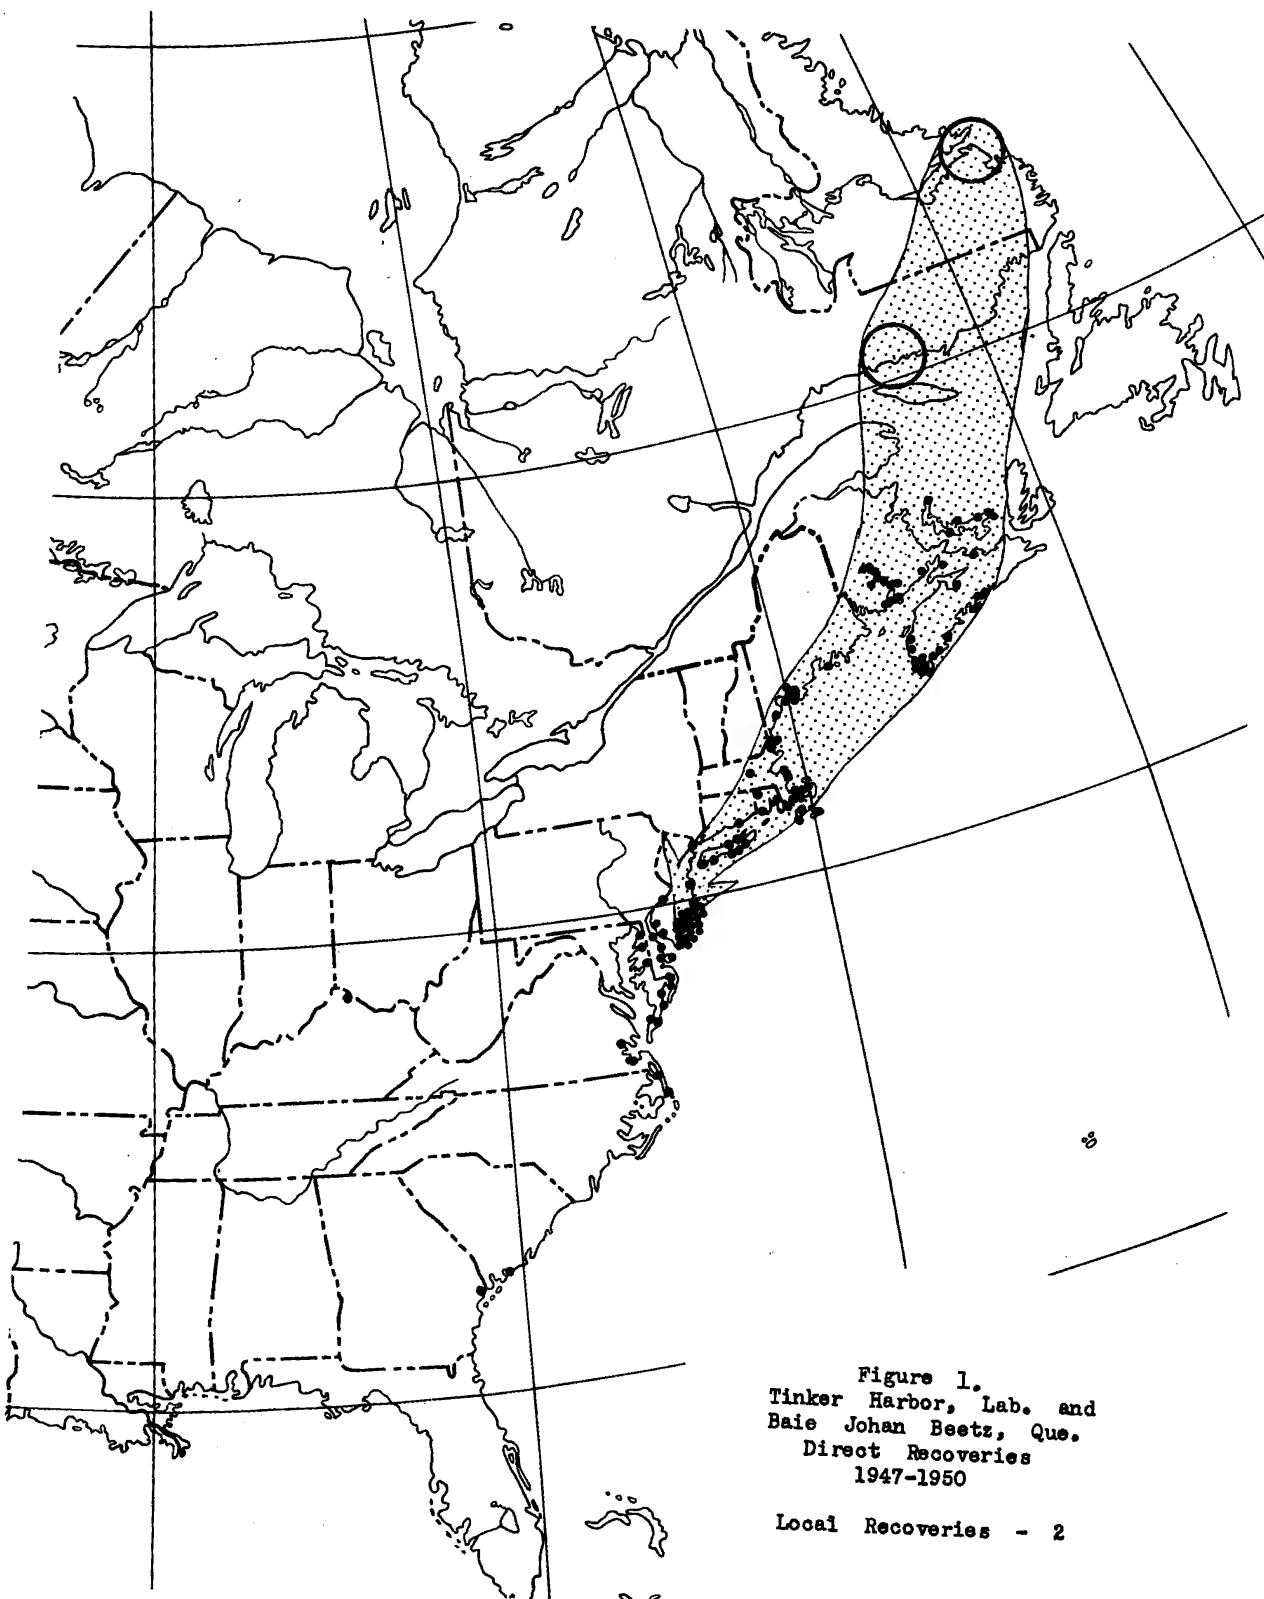 Figure 1.
Tinker Harbor, Lab. and
Baie Johan Beetz, Que.
Direct Recoveries
1947-1950
Local Recoveries - 2